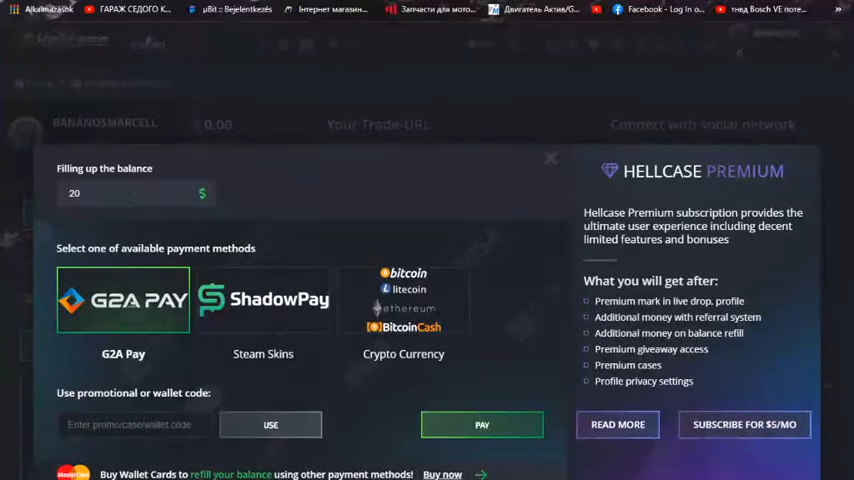 Alkalmazások ГАРАЖ СЕДОГО К... µBit :: Bejelentkezés Інтернет магазин... Запчасти для мото... Двигатель Актив/G... Facebook - Log In o... тнвд Bosch VE поте...
BANANOSMARCELL 0.00 Your Trade-URL Connect with social network
Filling up the balance
20 $
Select one of available payment methods
G2A PAY
ShadowPay
bitcoin
litecoin
ethereum
BitcoinCash
G2A Pay Steam Skins Crypto Currency
Use promotional or wallet code:
Enter promo/case/wallet code USE PAY
MasterCard Buy Wallet Cards to refill your balance using other payment methods! Buy now
HELLCASE PREMIUM
Hellcase Premium subscription provides the
ultimate user experience including decent
limited features and bonuses
What you will get after:
Premium mark in live drop, profile
Additional money with referral system
Additional money on balance refill
Premium giveaway access
Premium cases
Profile privacy settings
READ MORE SUBSCRIBE FOR $5/MO